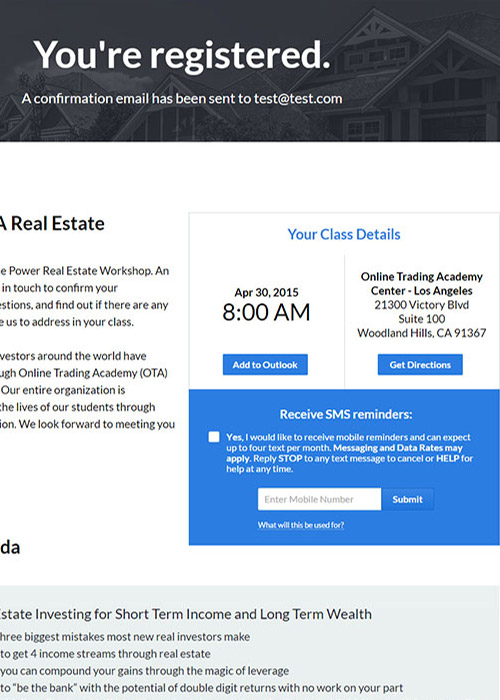 You're registered.
A confirmation email has been sent to test@test.com
A Real Estate
e Power Real Estate Workshop. An
in touch to confirm your
estions, and find out if there are any
e us to address in your class.
vestors around the world have
ugh Online Trading Academy (OTA)
Our entire organization is
the lives of our students through
ion. We look forward to meeting you
Your Class Details
Apr 30, 2015
8:00 AM
Add to Outlook
Online Trading Academy
Center - Los Angeles
21300 Victory Blvd
Suite 100
Woodland Hills, CA 91367
Get Directions
Receive SMS reminders:
Yes, I would like to receive mobile reminders and can expect
up to four text per month. Messaging and Data Rates may
apply. Reply STOP to any text message to cancel or HELP for
help at any time.
Enter Mobile Number
Submit
What will this be used for?
da
Estate Investing for Short Term Income and Long Term Wealth
hree biggest mistakes most new real investors make
to get 4 income streams through real estate
you can compound your gains through the magic of leverage
to "be the bank" with the potential of double digit returns with no work on your part